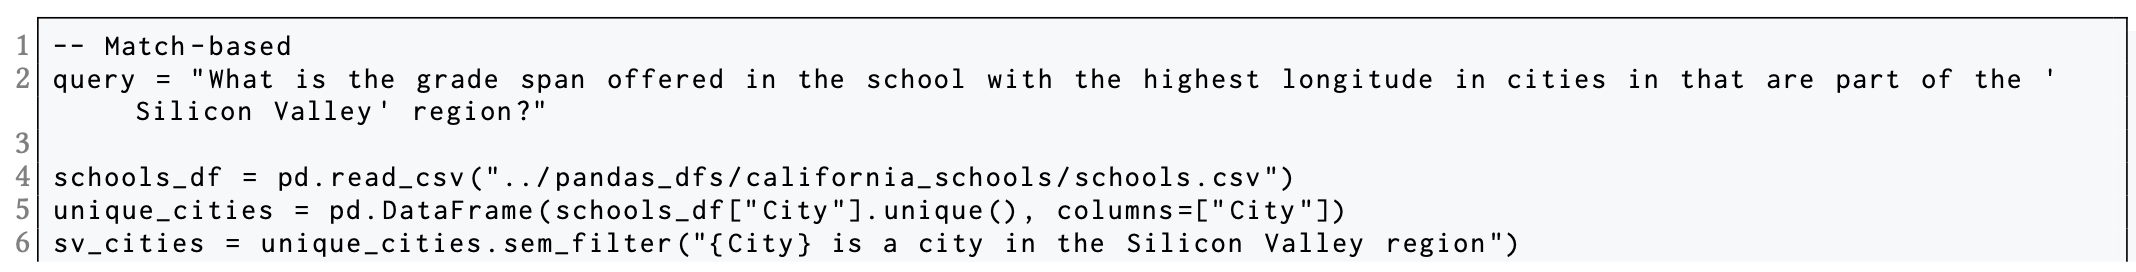 1 -- Match-based
2 query = "What is the grade span offered in the school with the highest longitude in cities in that are part of the '
Silicon Valley' region?"
3
4 schools_df = pd.read_csv("../pandas_dfs/california_schools/schools.csv")
5 unique_cities = pd.DataFrame(schools_df["City"].unique(), columns=["City"])
6 sv_cities = unique_cities.sem_filter("{City} is a city in the Silicon Valley region")